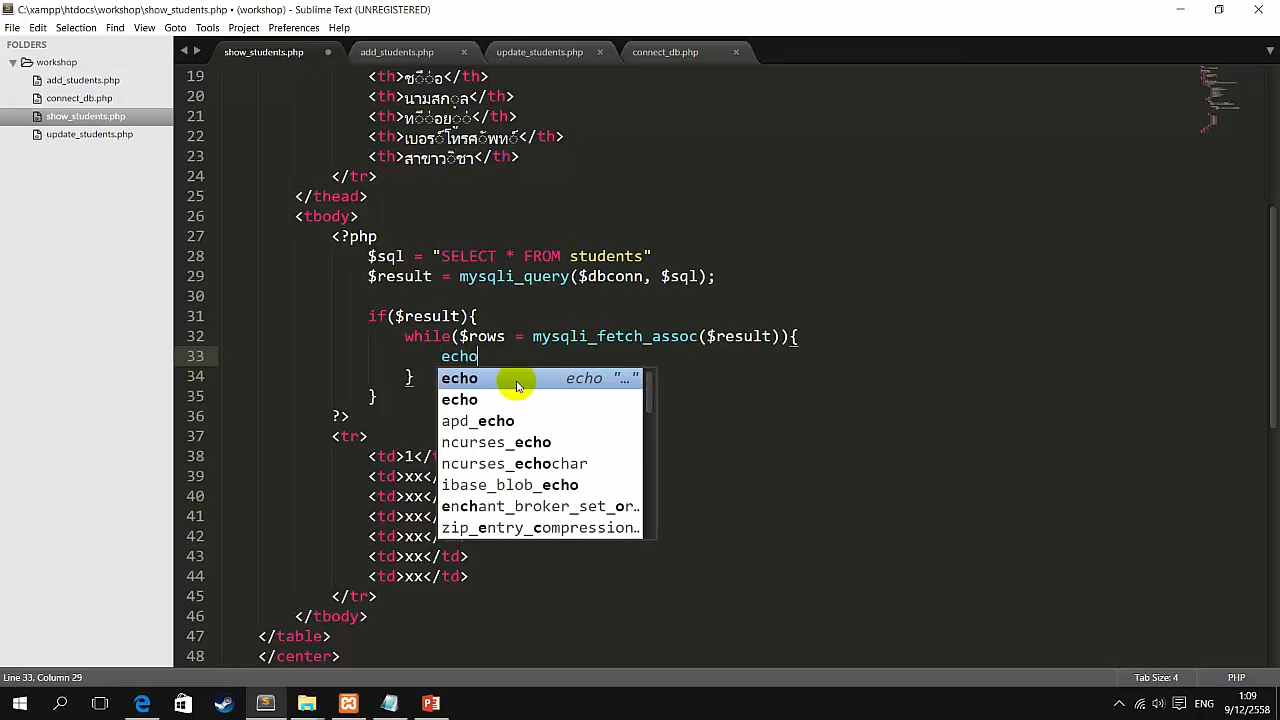 C:\xampp\htdocs\workshop\show_students.php • (workshop) - Sublime Text (UNREGISTERED)
File Edit Selection Find View Goto Tools Project Preferences Help
FOLDERS
workshop
add_students.php
connect_db.php
show_students.php
update_students.php
show_students.php add_students.php update_students.php connect_db.php
19 <th>ชื่อ</th>
20 <th>นามสกุล</th>
21 <th>ที่อยู่</th>
22 <th>เบอร์โทรศัพท์</th>
23 <th>สาขาวิชา</th>
24 </tr>
25 </thead>
26 <tbody>
27 <?php
28 $sql = "SELECT * FROM students"
29 $result = mysqli_query($dbconn, $sql);
30
31 if($result){
32 while($rows = mysqli_fetch_assoc($result)){
33 echo
34 }
35 }
36 ?>
37 <tr>
38 <td>1</t
39 <td>xx</
40 <td>xx</
41 <td>xx</
42 <td>xx</td>
43 <td>xx</td>
44 <td>xx</td>
45 </tr>
46 </tbody>
47 </table>
48 </center>
echo echo "…"
echo
apd_echo
ncurses_echo
ncurses_echochar
ibase_blob_echo
enchant_broker_set_or..
zip_entry_compression..
Line 33, Column 29 Tab Size: 4 PHP
ENG
1:09
9/12/2558